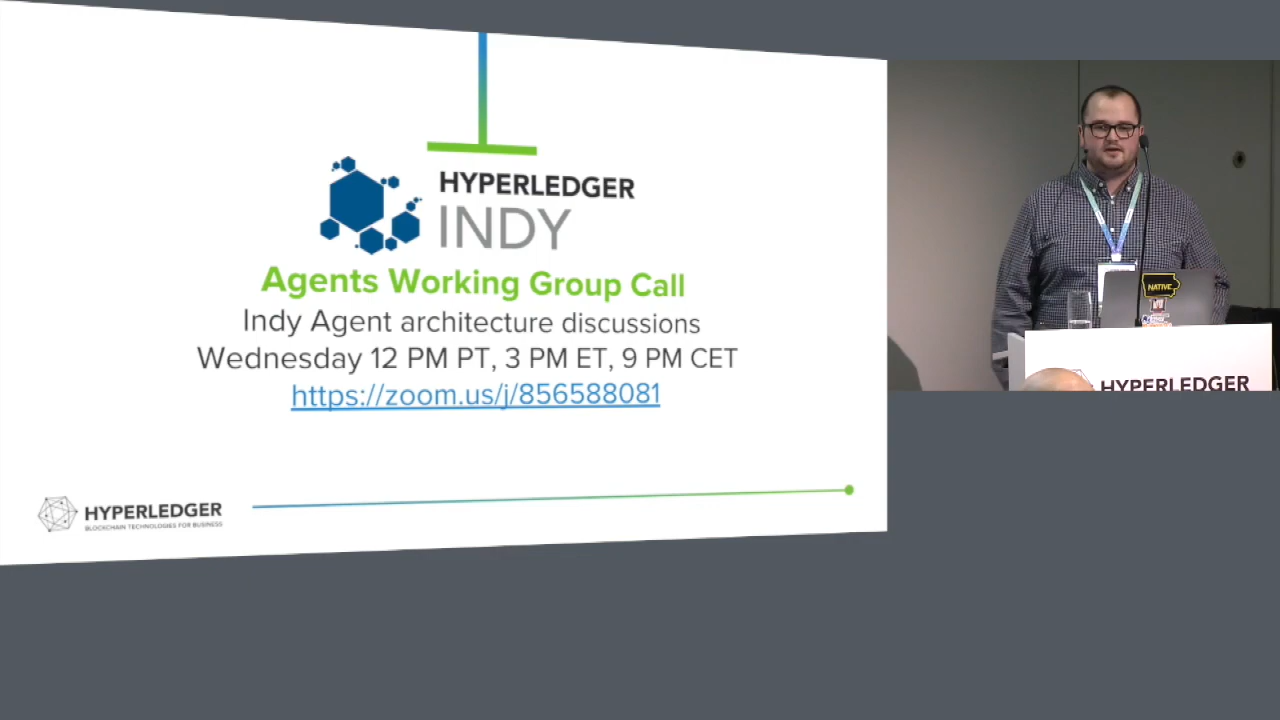 HYPERLEDGER
INDY
Agents Working Group Call
Indy Agent architecture discussions
Wednesday 12 PM PT, 3 PM ET, 9 PM CET
https://zoom.us/j/856588081
HYPERLEDGER
BLOCKCHAIN TECHNOLOGIES FOR BUSINESS
NATIVE
HYPERLEDGER